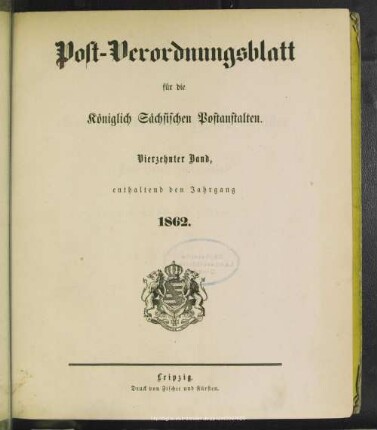 Post-Verordnungsblatt
für die
Königlich Sächsischen Postanstalten.
Vierzehnter Band,
enthaltend den Jahrgang
1862.
Leipzig.
Druck von Fischer und Kürsten.